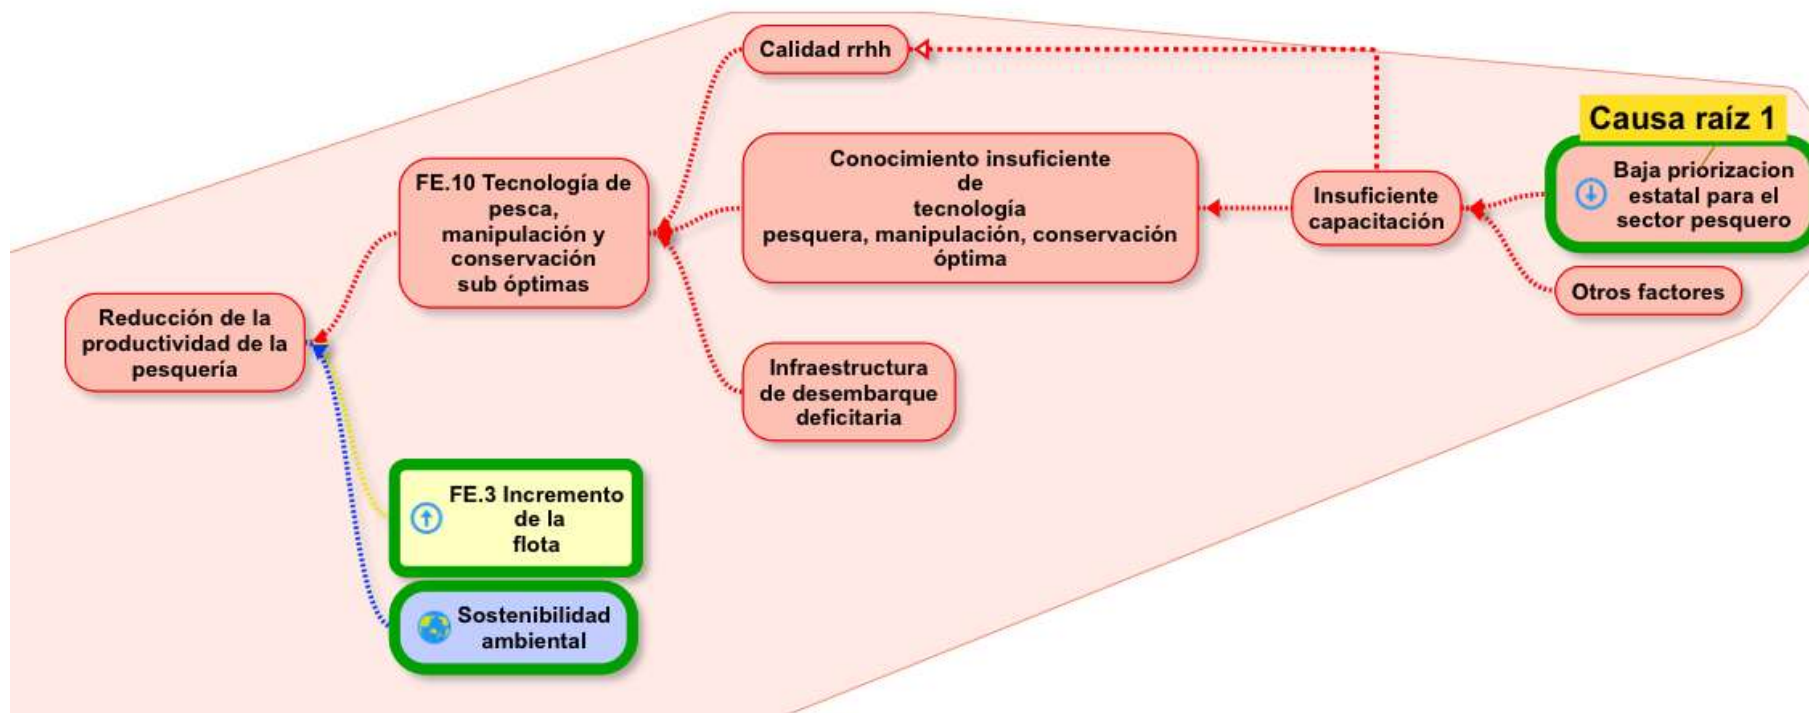 Calidad rrhh
Causa raíz 1
Baja priorizacion
estatal para el
sector pesquero
Conocimiento insuficiente
de
tecnología
pesquera, manipulación, conservación
óptima
Insuficiente
capacitación
FE.10 Tecnología de
pesca,
manipulación y
conservación
sub óptimas
Otros factores
Reducción de la
productividad de la
pesquería
Infraestructura
de desembarque
deficitaria
FE.3 Incremento
de la
flota
Sostenibilidad
ambiental